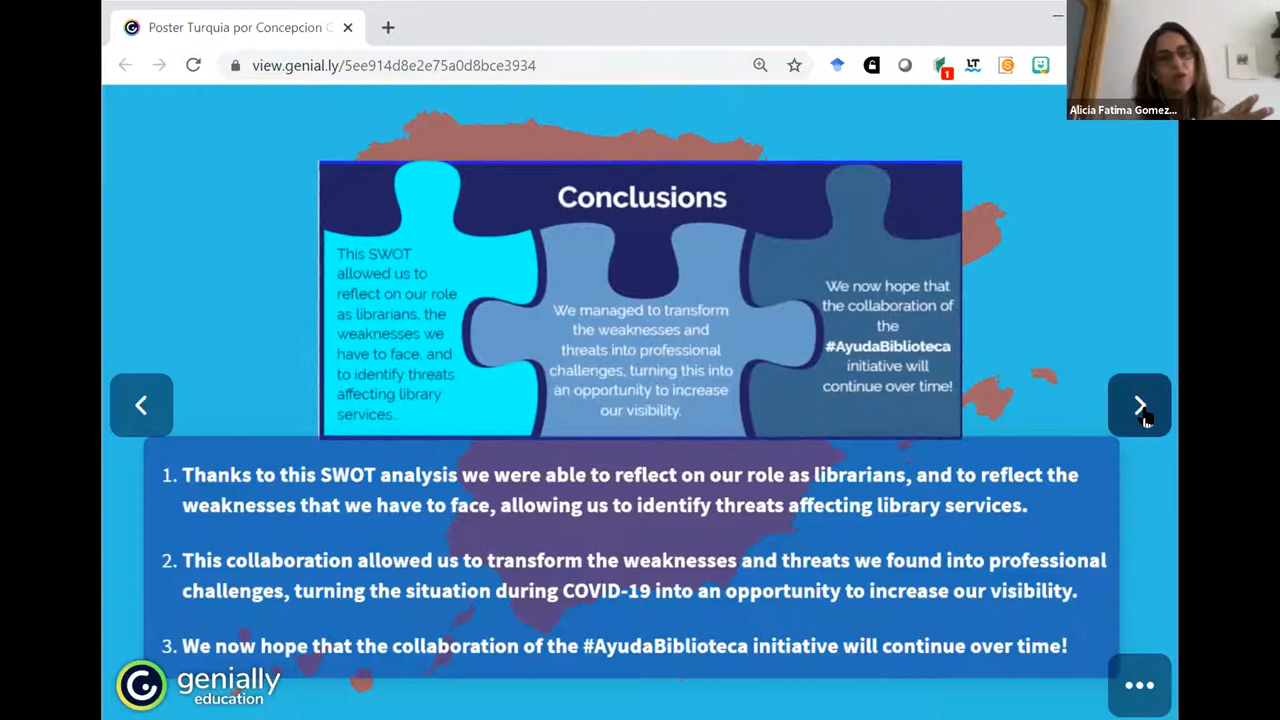 Poster Turquia por Concepcion
view.genial.ly/5ee914d8e2e75a0d8bce3934
1
LT
Alicia Fatima Gomez...
Conclusions
This SWOT
allowed us to
reflect on our role
as librarians, the
weaknesses we
have to face, and
to identify threats
affecting library
services.
We managed to transform
the weaknesses and
threats into professional
challenges, turning this into
an opportunity to increase
our visibility.
We now hope that
the collaboration of
the
#AyudaBiblioteca
initiative will
continue over time!
1. Thanks to this SWOT analysis we were able to reflect on our role as librarians, and to reflect the
weaknesses that we have to face, allowing us to identify threats affecting library services.
2. This collaboration allowed us to transform the weaknesses and threats we found into professional
challenges, turning the situation during COVID-19 into an opportunity to increase our visibility.
3. We now hope that the collaboration of the #AyudaBiblioteca initiative will continue over time!
genially
education